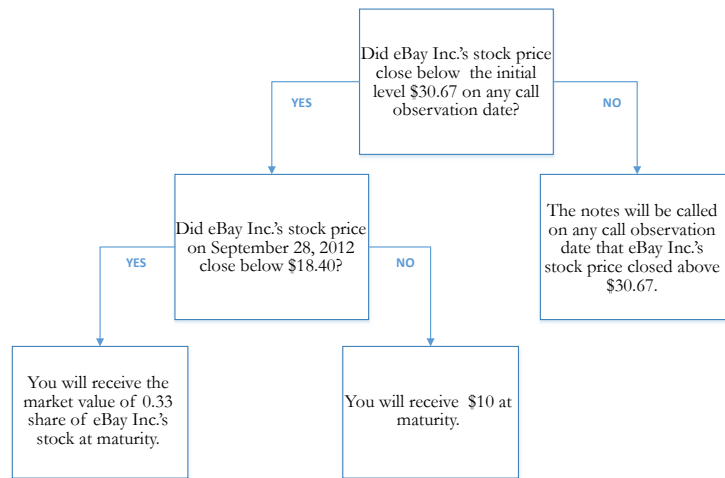 Did eBay Inc.'s stock price
close below the initial
level $30.67 on any call
observation date?
YES
NO
Did eBay Inc.'s stock price
on September 28, 2012
close below $18.40?
The notes will be called
on any call observation
date that eBay Inc.'s
stock price closed above
$30.67.
YES
NO
You will receive the
market value of 0.33
share of eBay Inc.'s
stock at maturity.
You will receive $10 at
maturity.